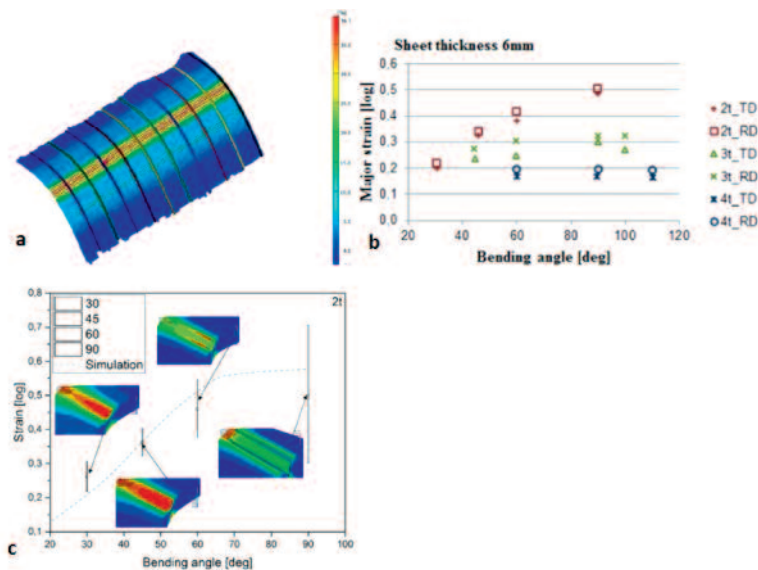 a
Sheet thickness 6mm
Major strain [log]
0.6
0.5
0.4
0.3
0.2
0.1
0.0
20 40 60 80 100 120
Bending angle [deg]
2t_TD
2t_RD
3t_TD
3t_RD
4t_TD
4t_RD
b
Strain [log]
0,8
0,7
0,6
0,5
0,4
0,3
0,2
0,1
30
45
60
90
Simulation
2t
20 30 40 50 60 70 80 90 100
Bending angle [deg]
c